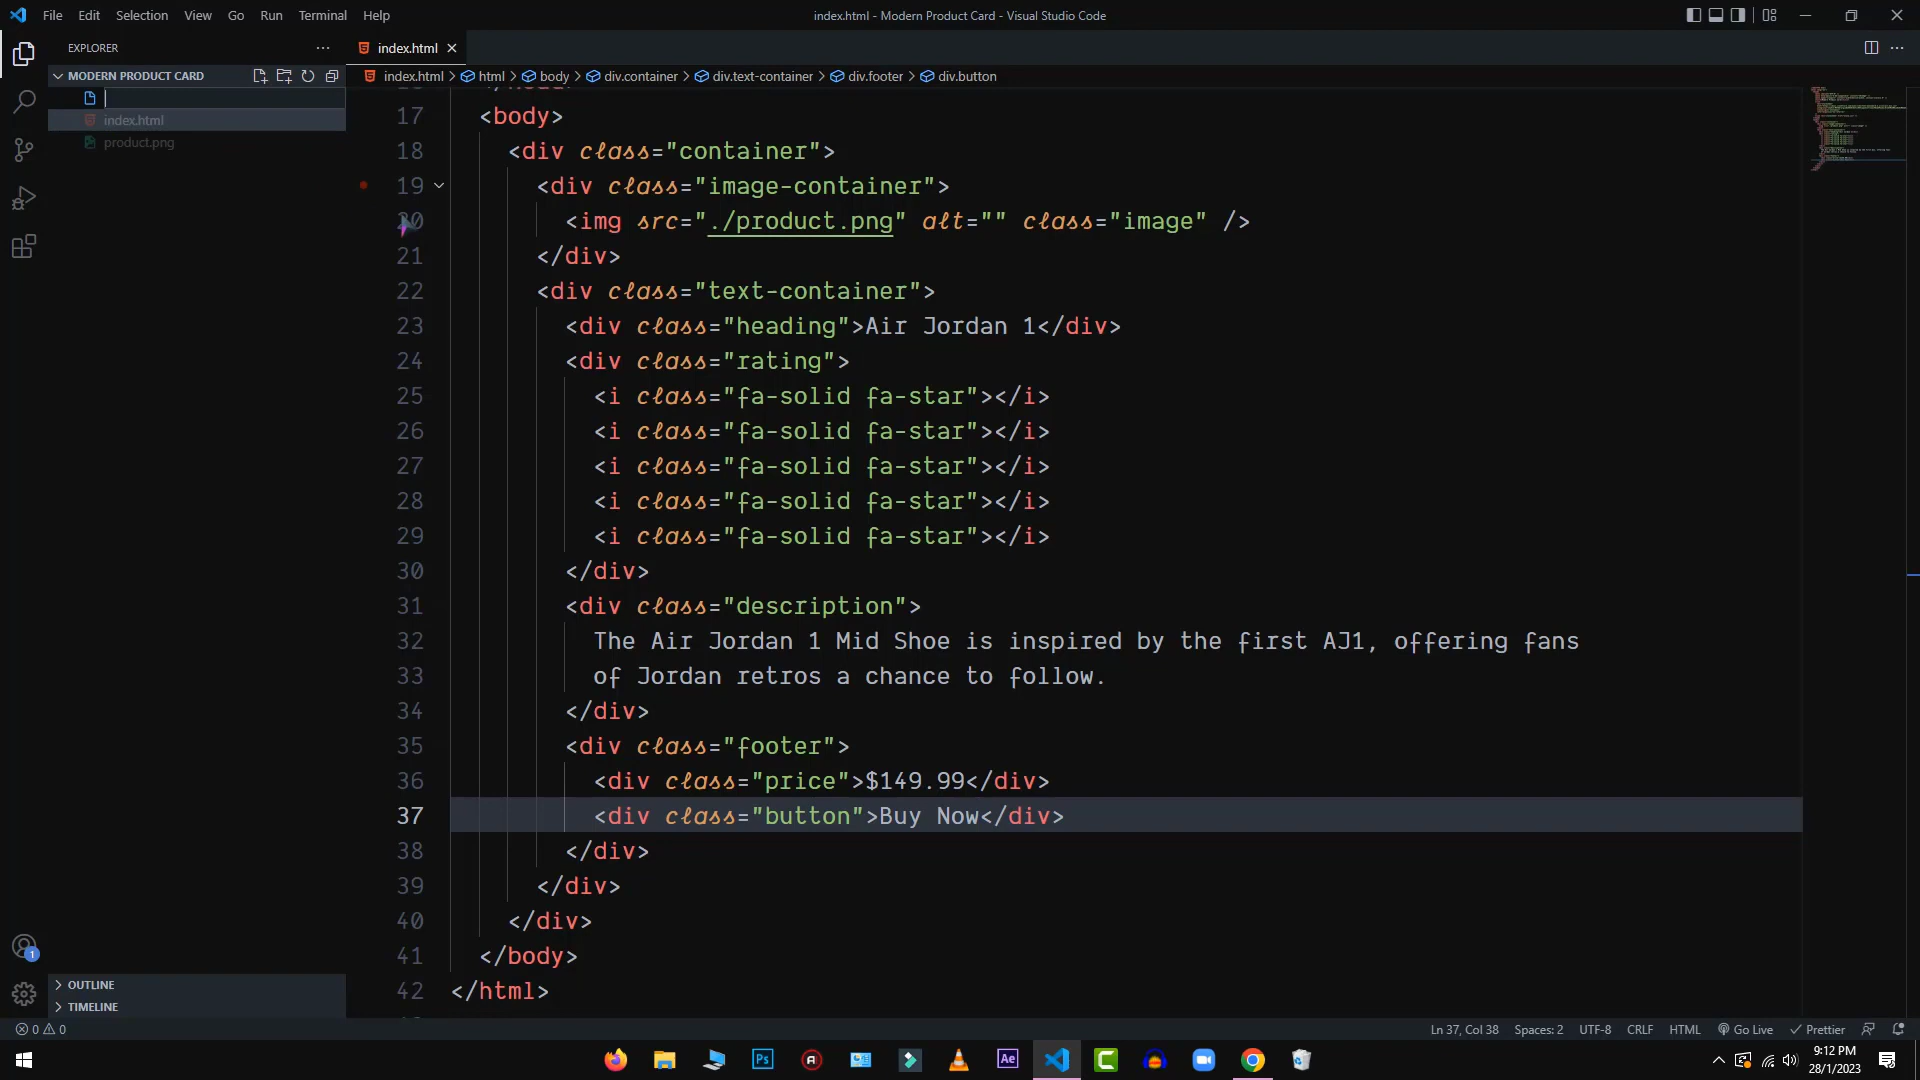 File Edit Selection View Go Run Terminal Help
index.html - Modern Product Card - Visual Studio Code
EXPLORER
MODERN PRODUCT CARD
index.html
product.png
index.html
index.html html body div.container div.text-container div.footer div.button
17 <body>
18 <div class="container">
19 <div class="image-container">
20 <img src="./product.png" alt="" class="image" />
21 </div>
22 <div class="text-container">
23 <div class="heading">Air Jordan 1</div>
24 <div class="rating">
25 <i class="fa-solid fa-star"></i>
26 <i class="fa-solid fa-star"></i>
27 <i class="fa-solid fa-star"></i>
28 <i class="fa-solid fa-star"></i>
29 <i class="fa-solid fa-star"></i>
30 </div>
31 <div class="description">
32 The Air Jordan 1 Mid Shoe is inspired by the first AJ1, offering fans
33 of Jordan retros a chance to follow.
34 </div>
35 <div class="footer">
36 <div class="price">$149.99</div>
37 <div class="button">Buy Now</div>
38 </div>
39 </div>
40 </div>
41 </body>
42 </html>
1
OUTLINE
TIMELINE
0 0
Ln 37, Col 38 Spaces: 2 UTF-8 CRLF HTML Go Live Prettier
Ps
Ae
9:12 PM
28/1/2023